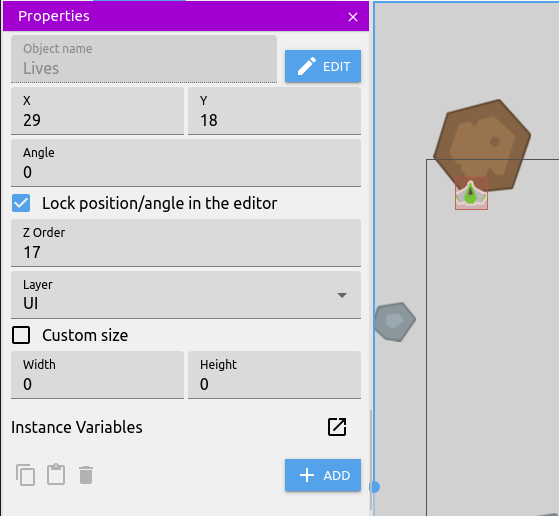 Properties
Object name
Lives
EDIT
X
29
Y
18
Angle
0
Lock position/angle in the editor
Z Order
17
Layer
UI
Custom size
Width
0
Height
0
Instance Variables
ADD